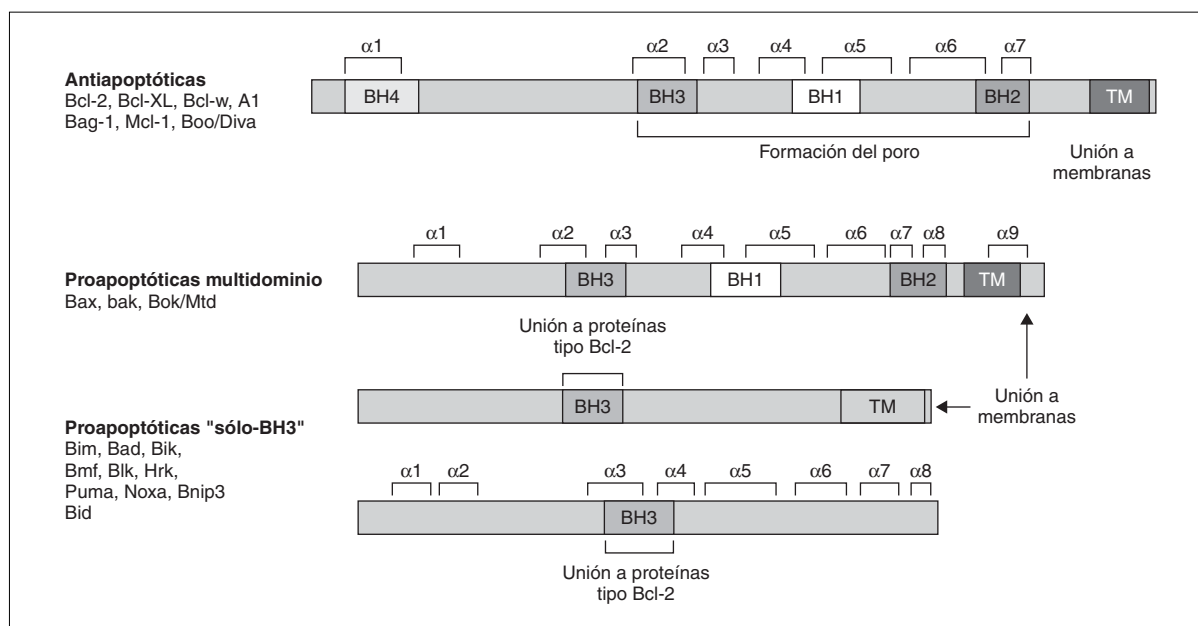 α1 α2 α3 α4 α5 α6 α7
Antiapoptóticas
Bcl-2, Bcl-XL, Bcl-w, A1
Bag-1, Mcl-1, Boo/Diva
BH4 BH3 BH1 BH2 TM
Formación del poro
Unión a
membranas
α1 α2 α3 α4 α5 α6 α7 α8 α9
Proapoptóticas multidominio
Bax, bak, Bok/Mtd
BH3 BH1 BH2 TM
Unión a proteínas
tipo Bcl-2
BH3 TM
Unión a
membranas
Proapoptóticas "sólo-BH3"
Bim, Bad, Bik,
Bmf, Blk, Hrk,
Puma, Noxa, Bnip3
Bid
α1 α2 α3 α4 α5 α6 α7 α8
BH3
Unión a proteínas
tipo Bcl-2